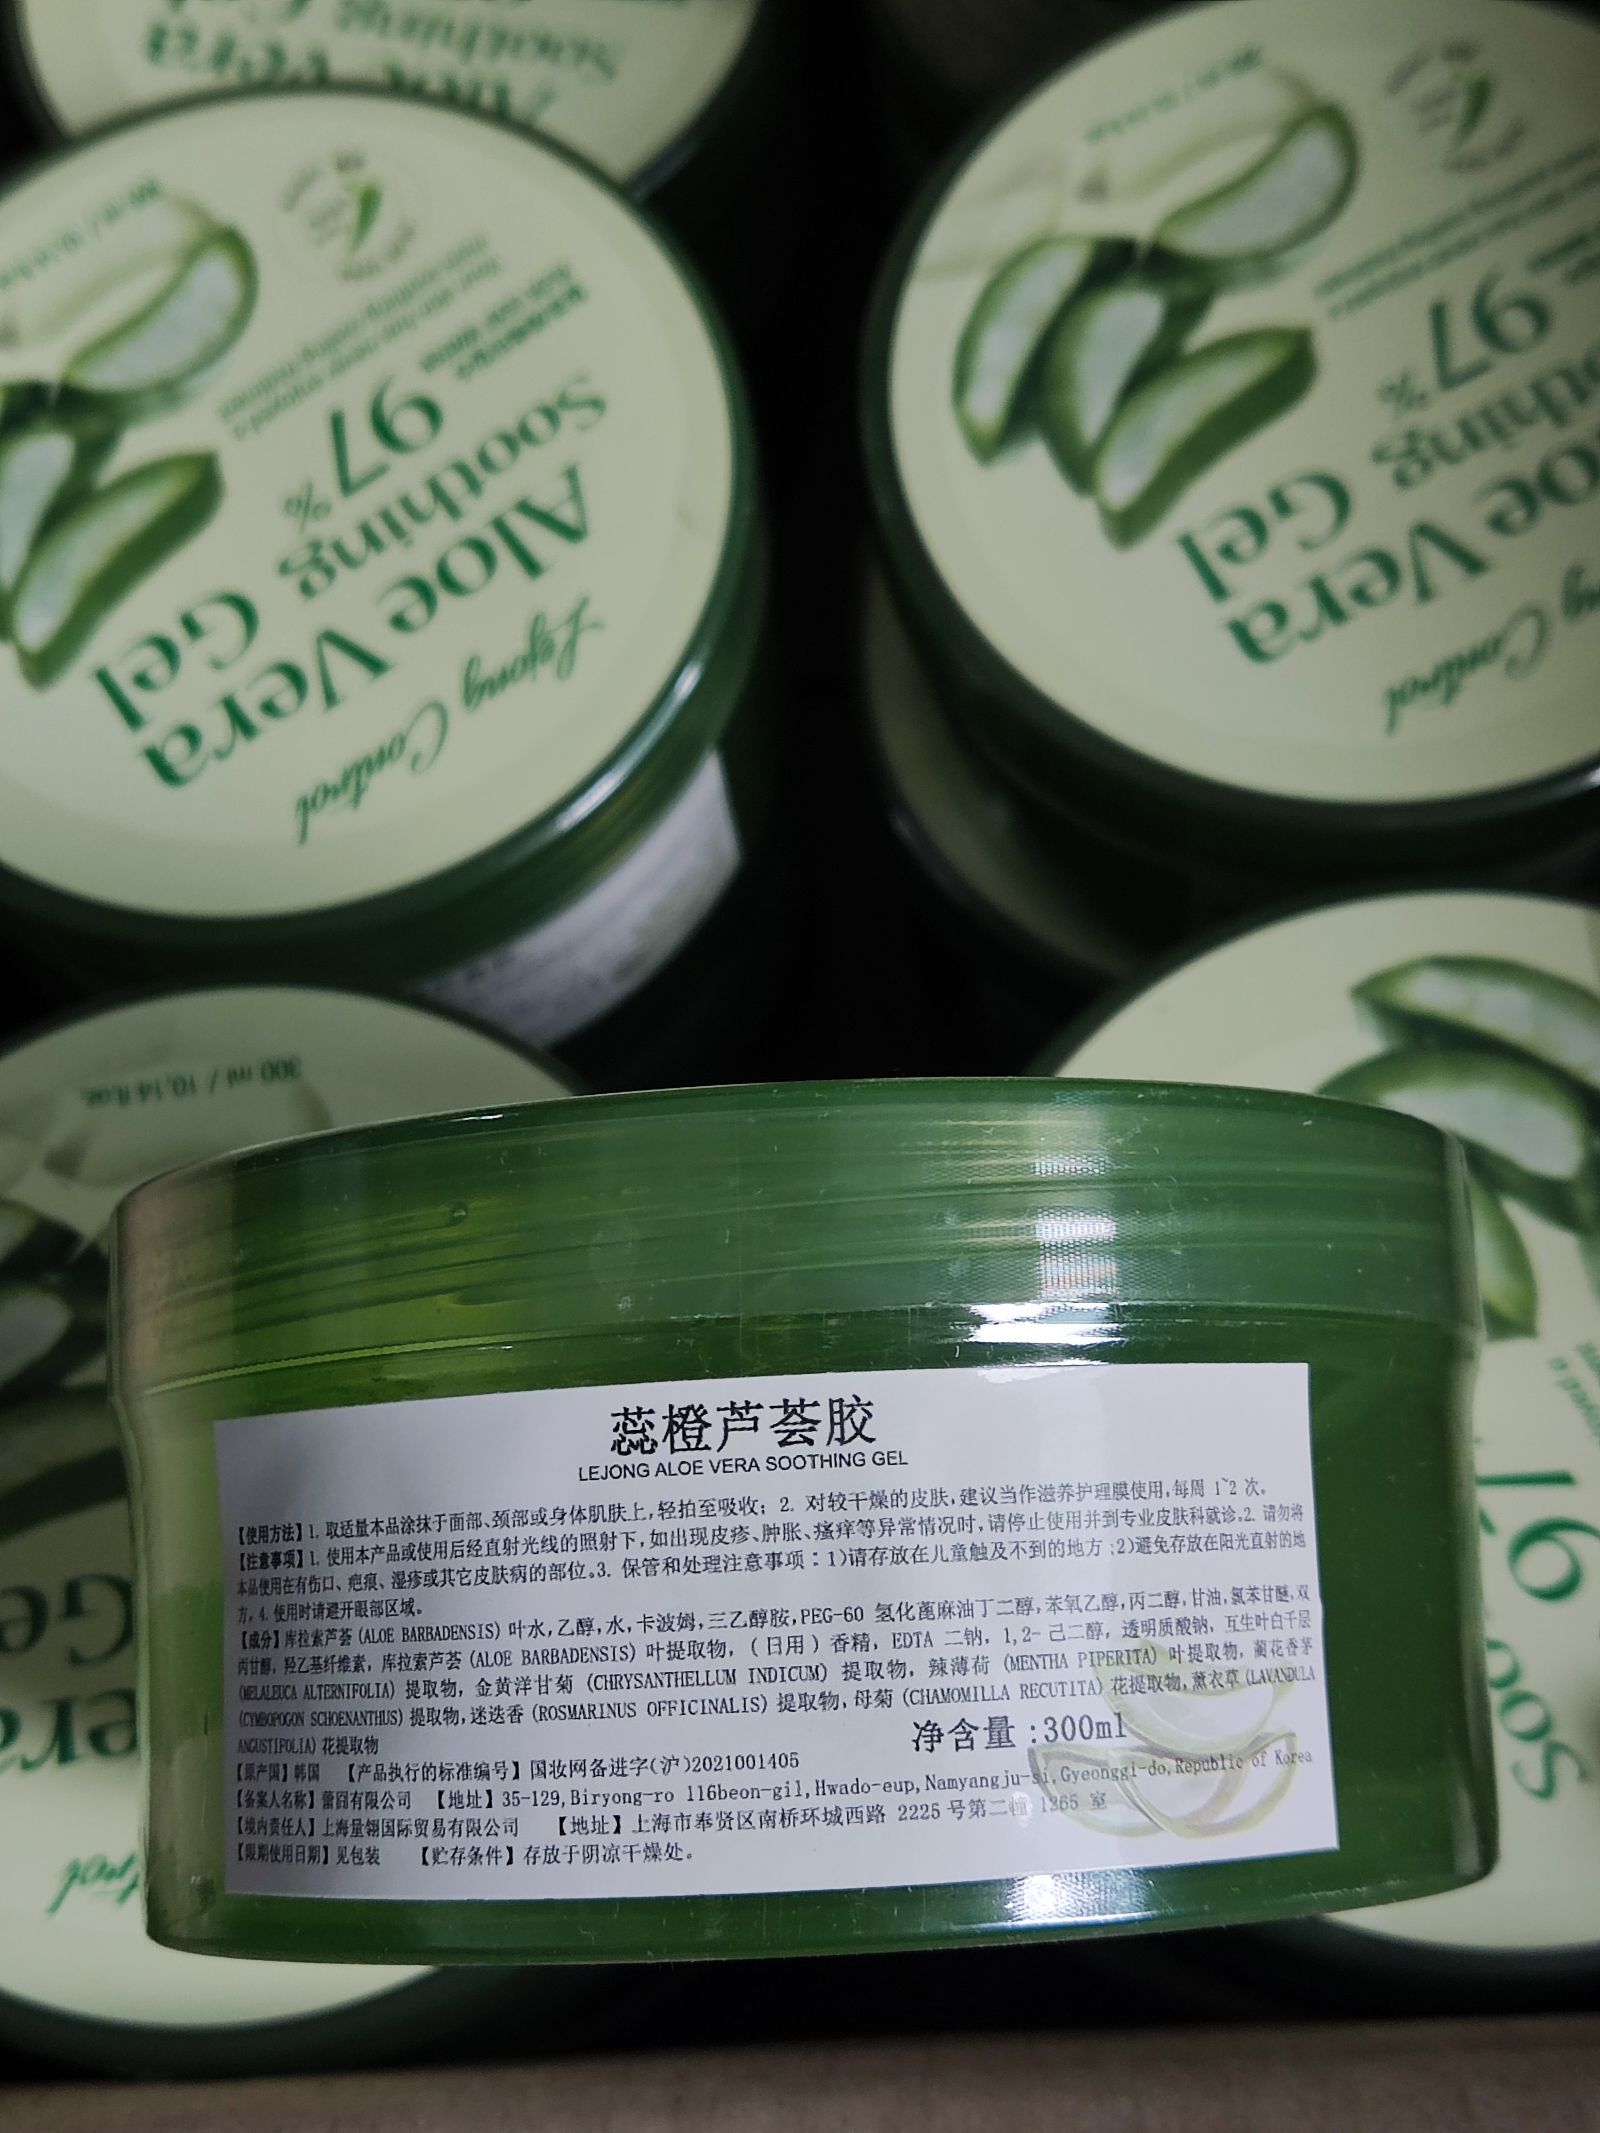 Aloe Vera
Lejong Control
Aloe Vera
Soothing Gel
97%
Control
Vera
Gel
97%
300 ml / 10.14 fl.oz.
蕊橙芦荟胶
LEJONG ALOE VERA SOOTHING GEL
【使用方法】1. 取适量本品涂抹于面部、颈部或身体肌肤上,轻拍至吸收; 2. 对较干燥的皮肤,建议当作滋养护理膜使用,每周 1~2 次。
【注意事项】1. 使用本产品或使用后经直射光线的照射下,如出现皮疹、肿胀、瘙痒等异常情况时,请停止使用并到专业皮肤科就诊。2. 请勿将
本品使用在有伤口、疤痕、湿疹或其它皮肤病的部位。3. 保管和处理注意事项：1)请存放在儿童触及不到的地方;2)避免存放在阳光直射的地
方。4. 使用时请避开眼部区域。
【成分】库拉索芦荟 (ALOE BARBADENSIS) 叶水,乙醇,水,卡波姆,三乙醇胺,PEG-60 氢化蓖麻油丁二醇,苯氧乙醇,丙二醇,甘油,氯苯甘醚,双
丙甘醇, 羟乙基纤维素, 库拉索芦荟 (ALOE BARBADENSIS) 叶提取物, (日用) 香精, EDTA 二钠, 1,2- 己二醇, 透明质酸钠, 互生叶白千层
(MELALEUCA ALTERNIFOLIA) 提取物, 金黄洋甘菊 (CHRYSANTHELLUM INDICUM) 提取物, 辣薄荷 (MENTHA PIPERITA) 叶提取物, 蔺花香茅
(CYMBOPOGON SCHOENANTHUS) 提取物,迷迭香 (ROSMARINUS OFFICINALIS) 提取物,母菊 (CHAMOMILLA RECUTITA) 花提取物,薰衣草 (LAVANDULA
ANGUSTIFOLIA) 花提取物
净含量:300ml
【原产国】韩国 【产品执行的标准编号】国妆网备进字(沪)2021001405
【备案人名称】蕾囧有限公司 【地址】35-129,Biryong-ro 116beon-gil,Hwado-eup,Namyangju-si,Gyeonggi-do,Republic of Korea
【境内责任人】上海量翎国际贸易有限公司 【地址】上海市奉贤区南桥环城西路 2225 号第二幢 1265 室
【限期使用日期】见包装 【贮存条件】存放于阴凉干燥处。